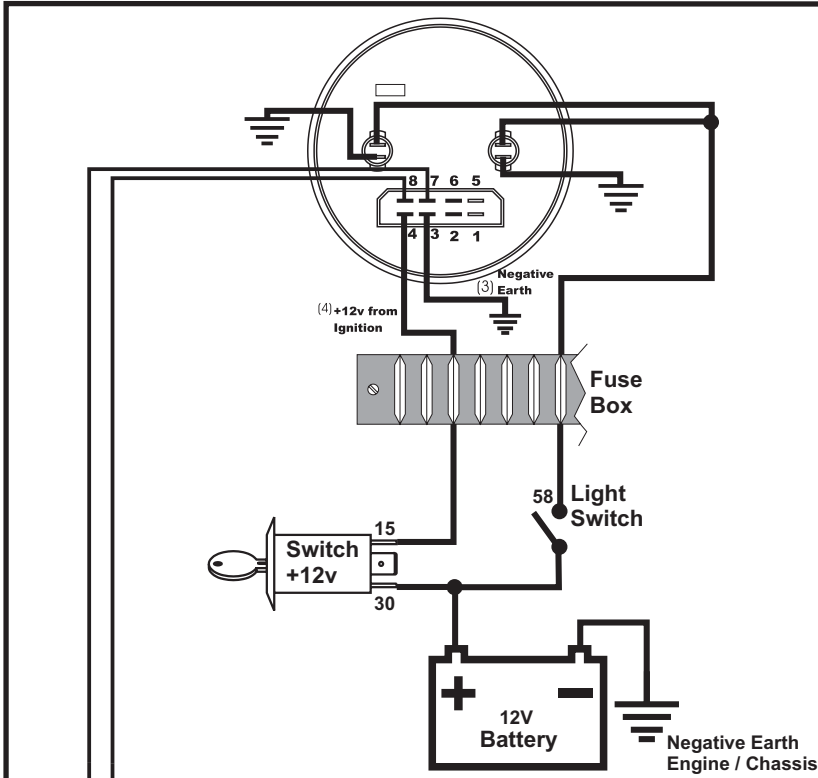 8 7 6 5
4 3 2 1
(3) Negative
Earth
(4) +12v from
Ignition
Fuse
Box
58 Light
Switch
15
Switch
+12v
30
12V
Battery
Negative Earth
Engine / Chassis